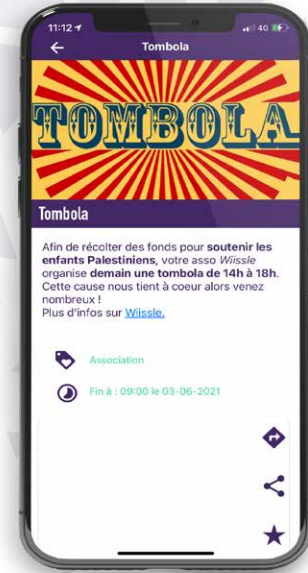 11:12
4G
Tombola
TOMBOLA
Tombola
Afin de récolter des fonds pour soutenir les
enfants Palestiniens, votre asso Wiissle
organise demain une tombola de 14h à 18h.
Cette cause nous tient à coeur alors venez
nombreux !
Plus d'infos sur Wiissle.
Association
Fin à : 09:00 le 03-06-2021